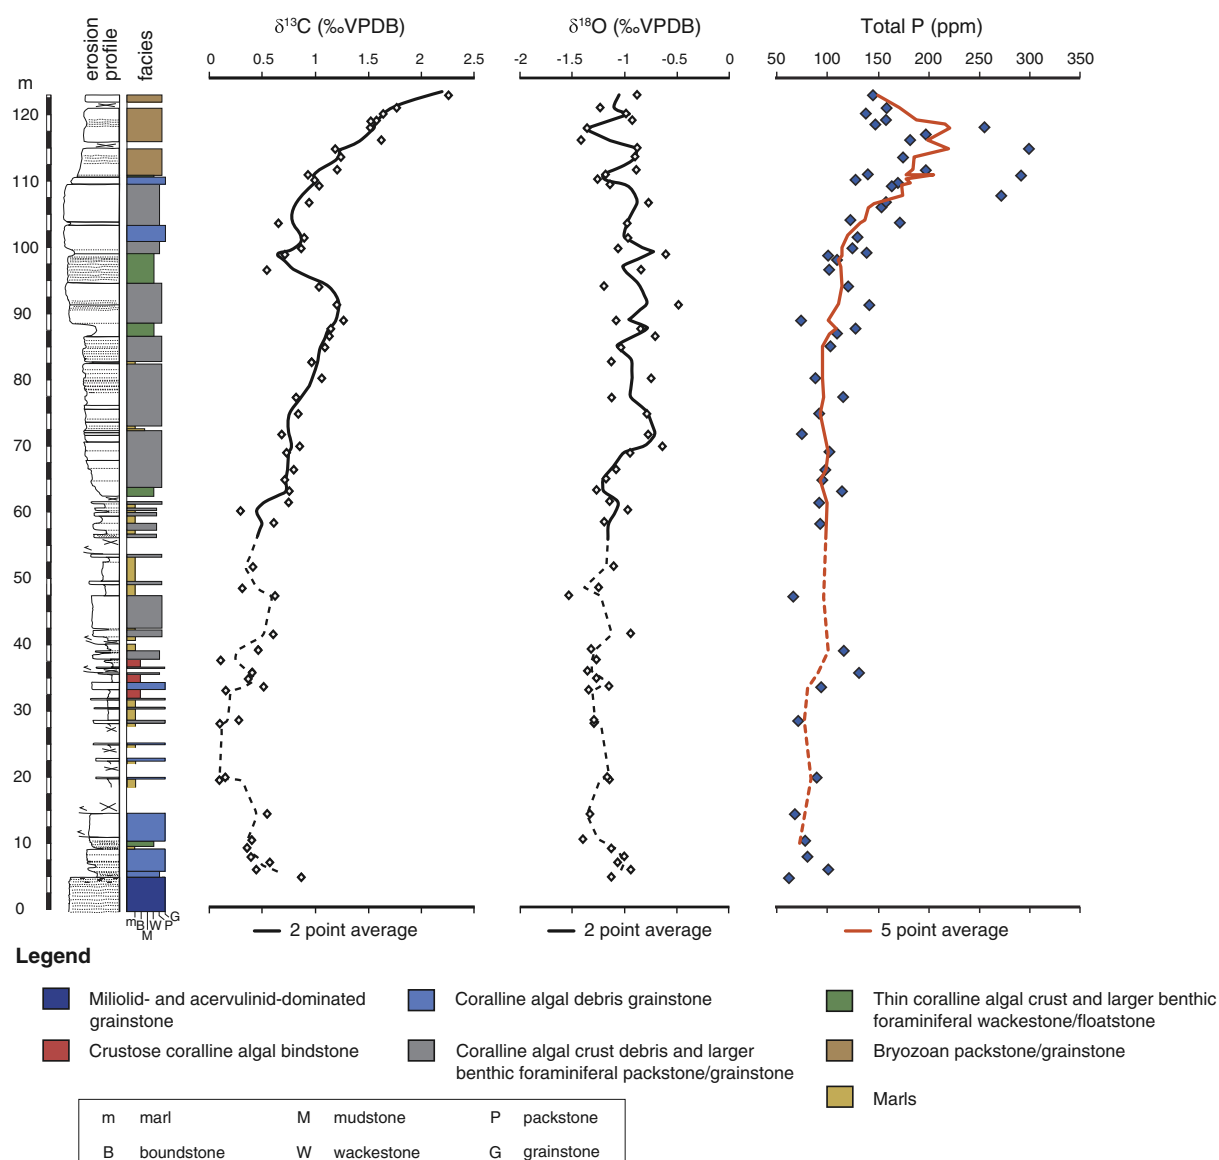 δ13C (‰VPDB)
δ18O (‰VPDB)
Total P (ppm)
erosion profile
facies
m
0 0.5 1 1.5 2 2.5
-2 -1.5 -1 -0.5 0
50 100 150 200 250 300 350
120
110
100
90
80
70
60
50
40
30
20
10
0
m B M W P G
2 point average
2 point average
5 point average
Legend
Miliolid- and acervulinid-dominated
grainstone
Crustose coralline algal bindstone
Coralline algal debris grainstone
Coralline algal crust debris and larger
benthic foraminiferal packstone/grainstone
Thin coralline algal crust and larger benthic
foraminiferal wackestone/floatstone
Bryozoan packstone/grainstone
Marls
m marl M mudstone P packstone
B boundstone W wackestone G grainstone